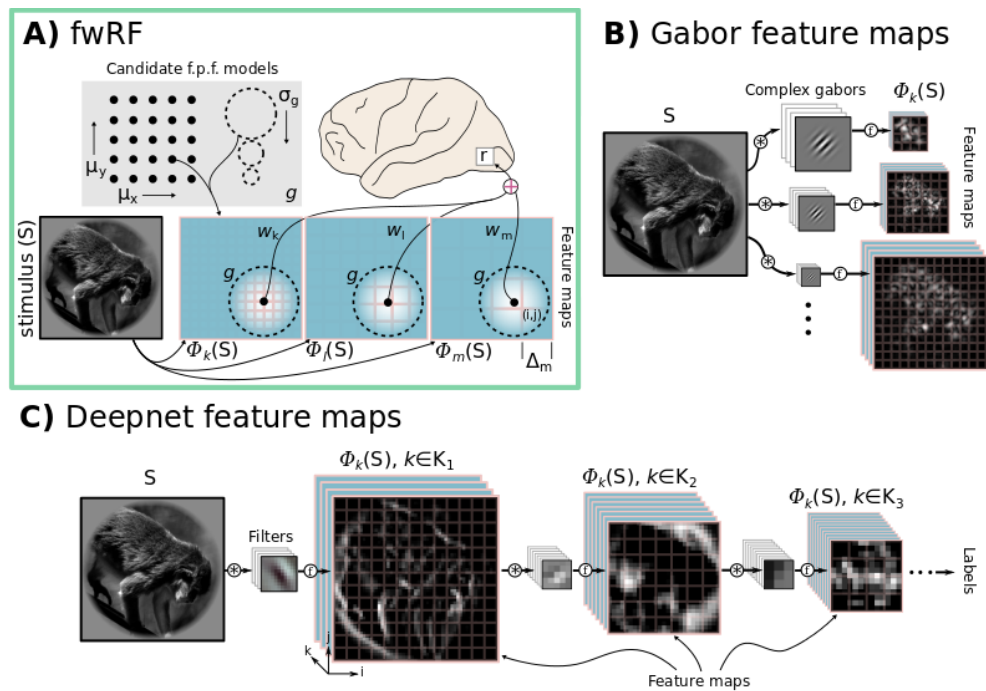 A) fwRF
Candidate f.p.f. models
σg
μy
μx
g
r
stimulus (S)
wk
wl
wm
g
g
g
(i,j)
Feature maps
Φk(S)
Φl(S)
Φm(S)
Δm
B) Gabor feature maps
S
Complex gabors
Φk(S)
f
f
f
Feature maps
C) Deepnet feature maps
S
Filters
f
Φk(S), k∈K1
f
Φk(S), k∈K2
f
Φk(S), k∈K3
Labels
j
k
i
Feature maps